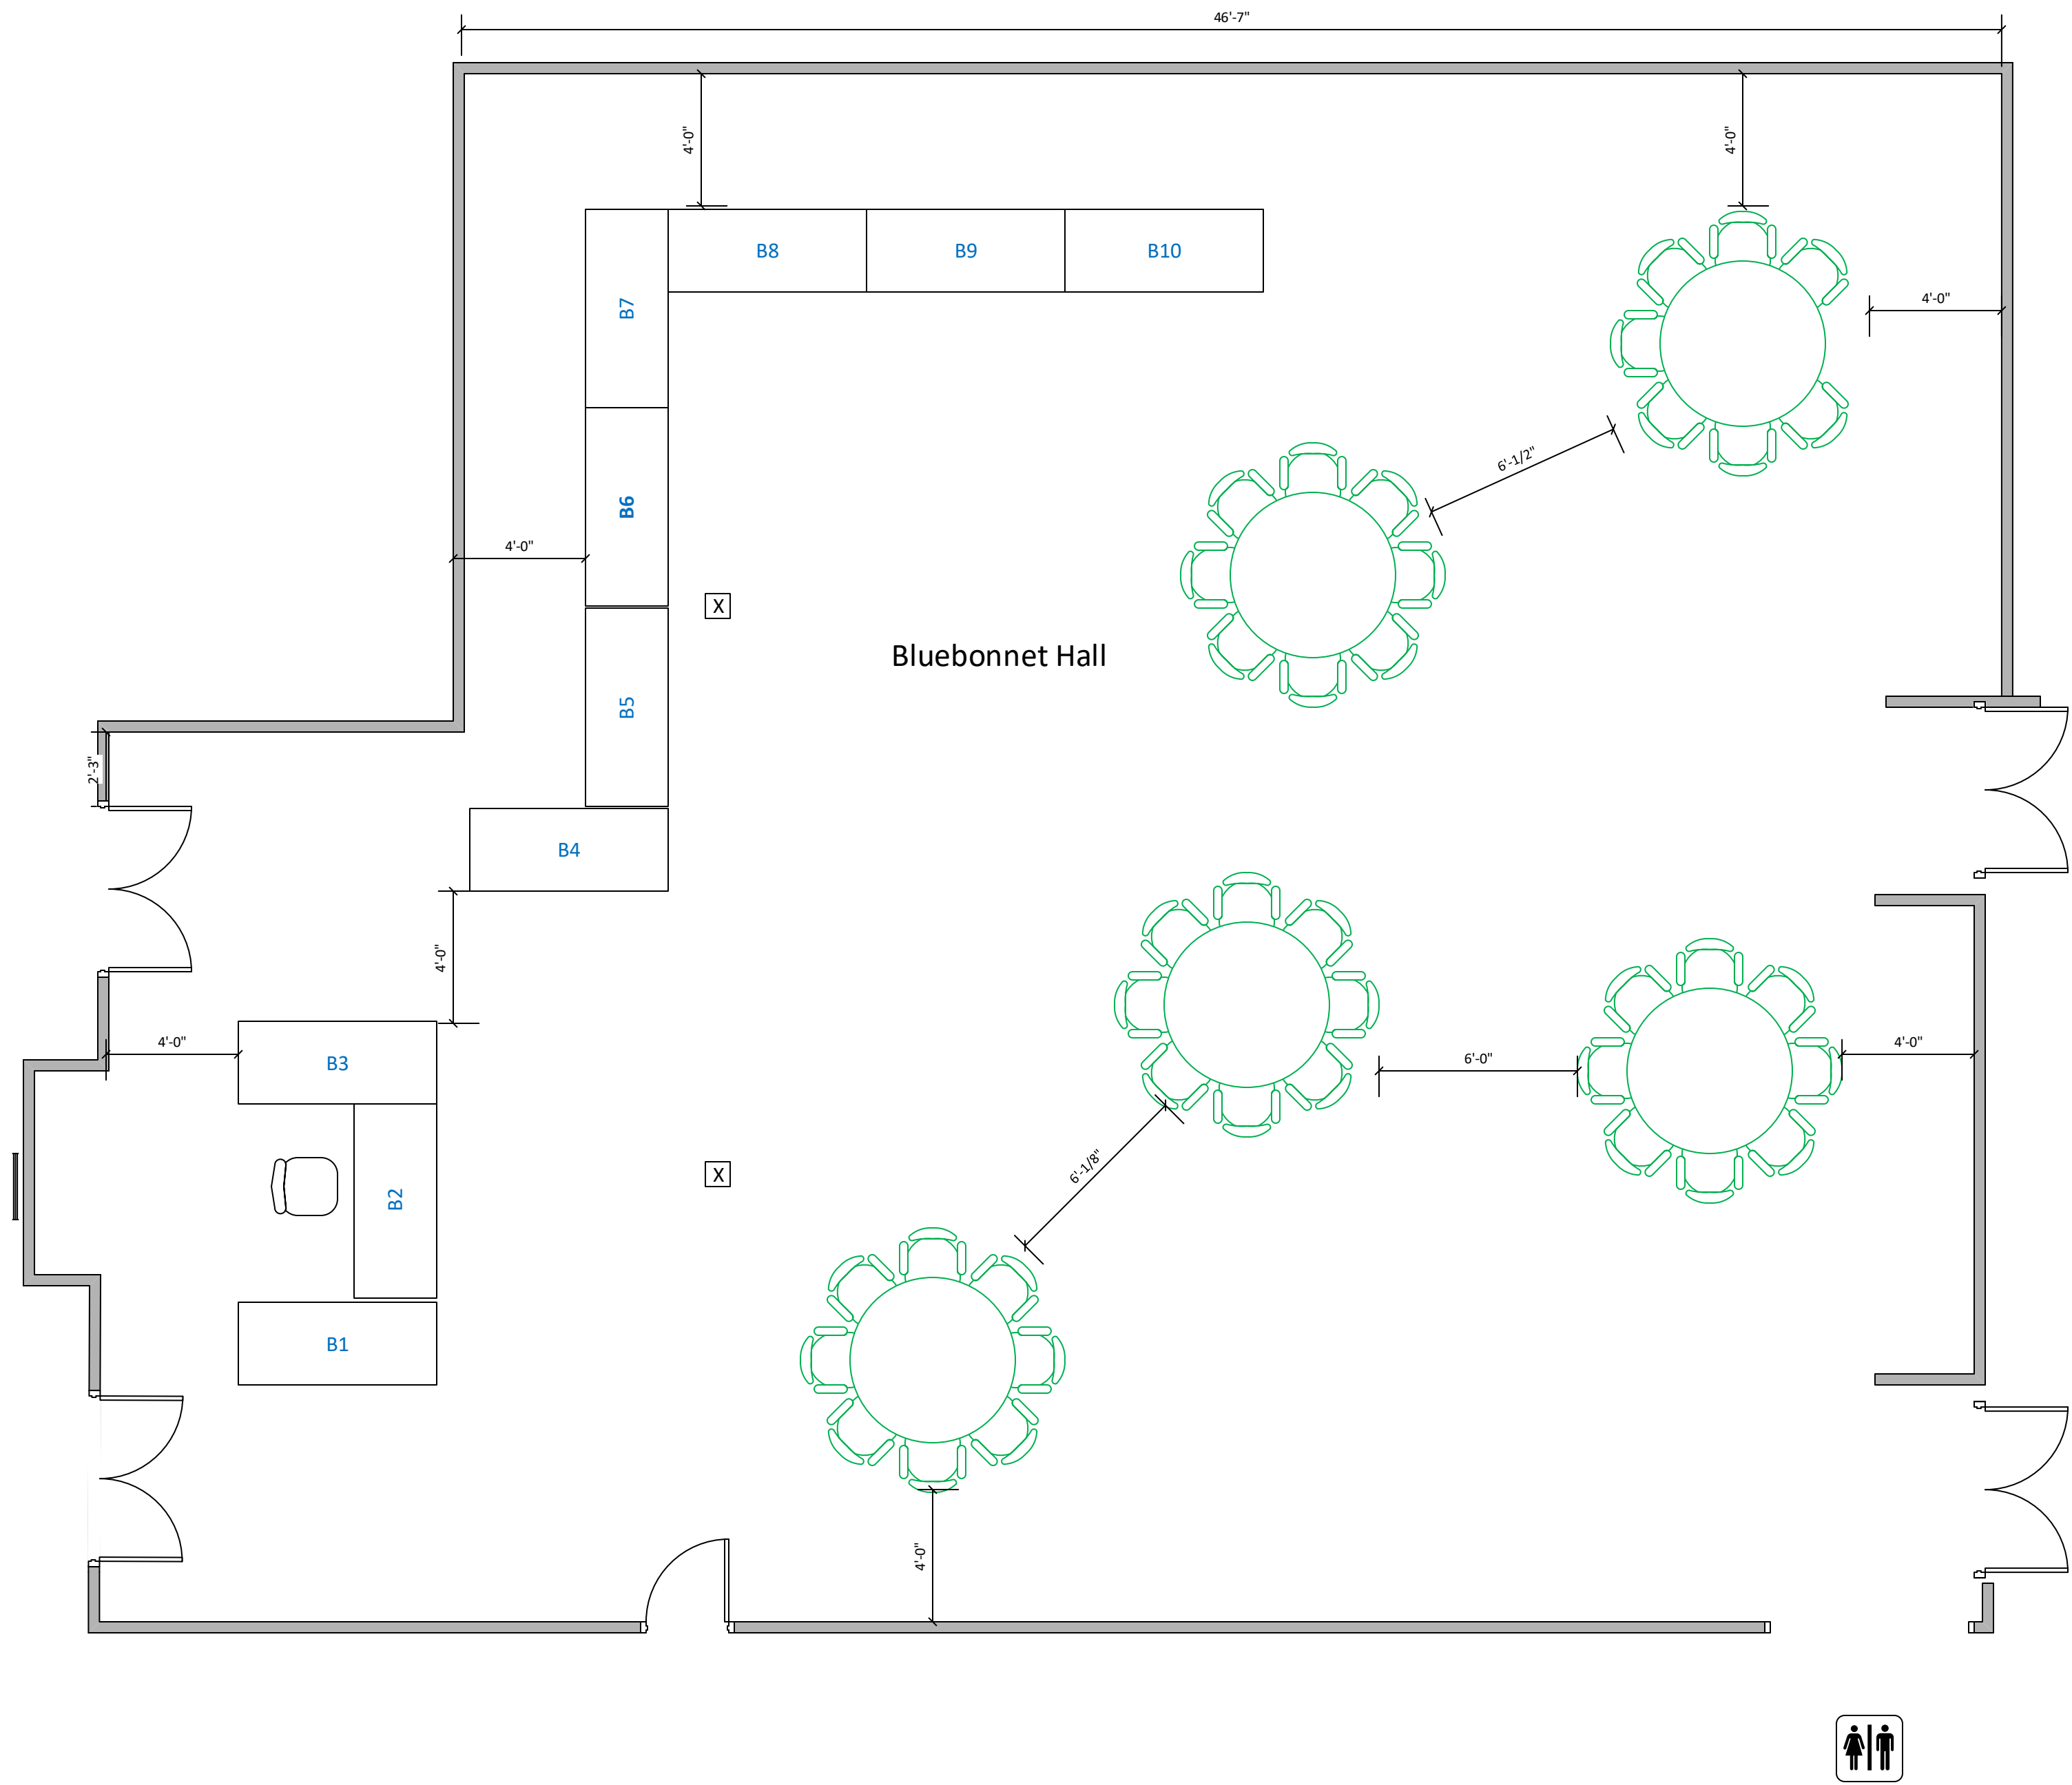 46'-7"
4'-0"
4'-0"
B8
B9
B10
B7
4'-0"
6'-1/2"
B6
4'-0"
X
Bluebonnet Hall
B5
2'-3"
B4
4'-0"
4'-0"
B3
4'-0"
6'-0"
6'-1/8"
X
B2
B1
4'-0"